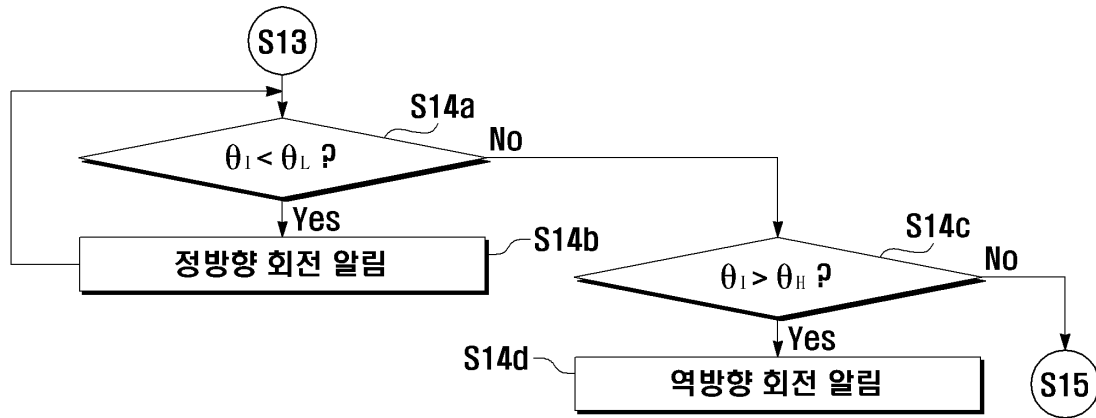 S13
S14a
θI < θL ?
No
Yes
정방향 회전 알림
S14b
S14c
θI > θH ?
No
Yes
S14d
역방향 회전 알림
S15